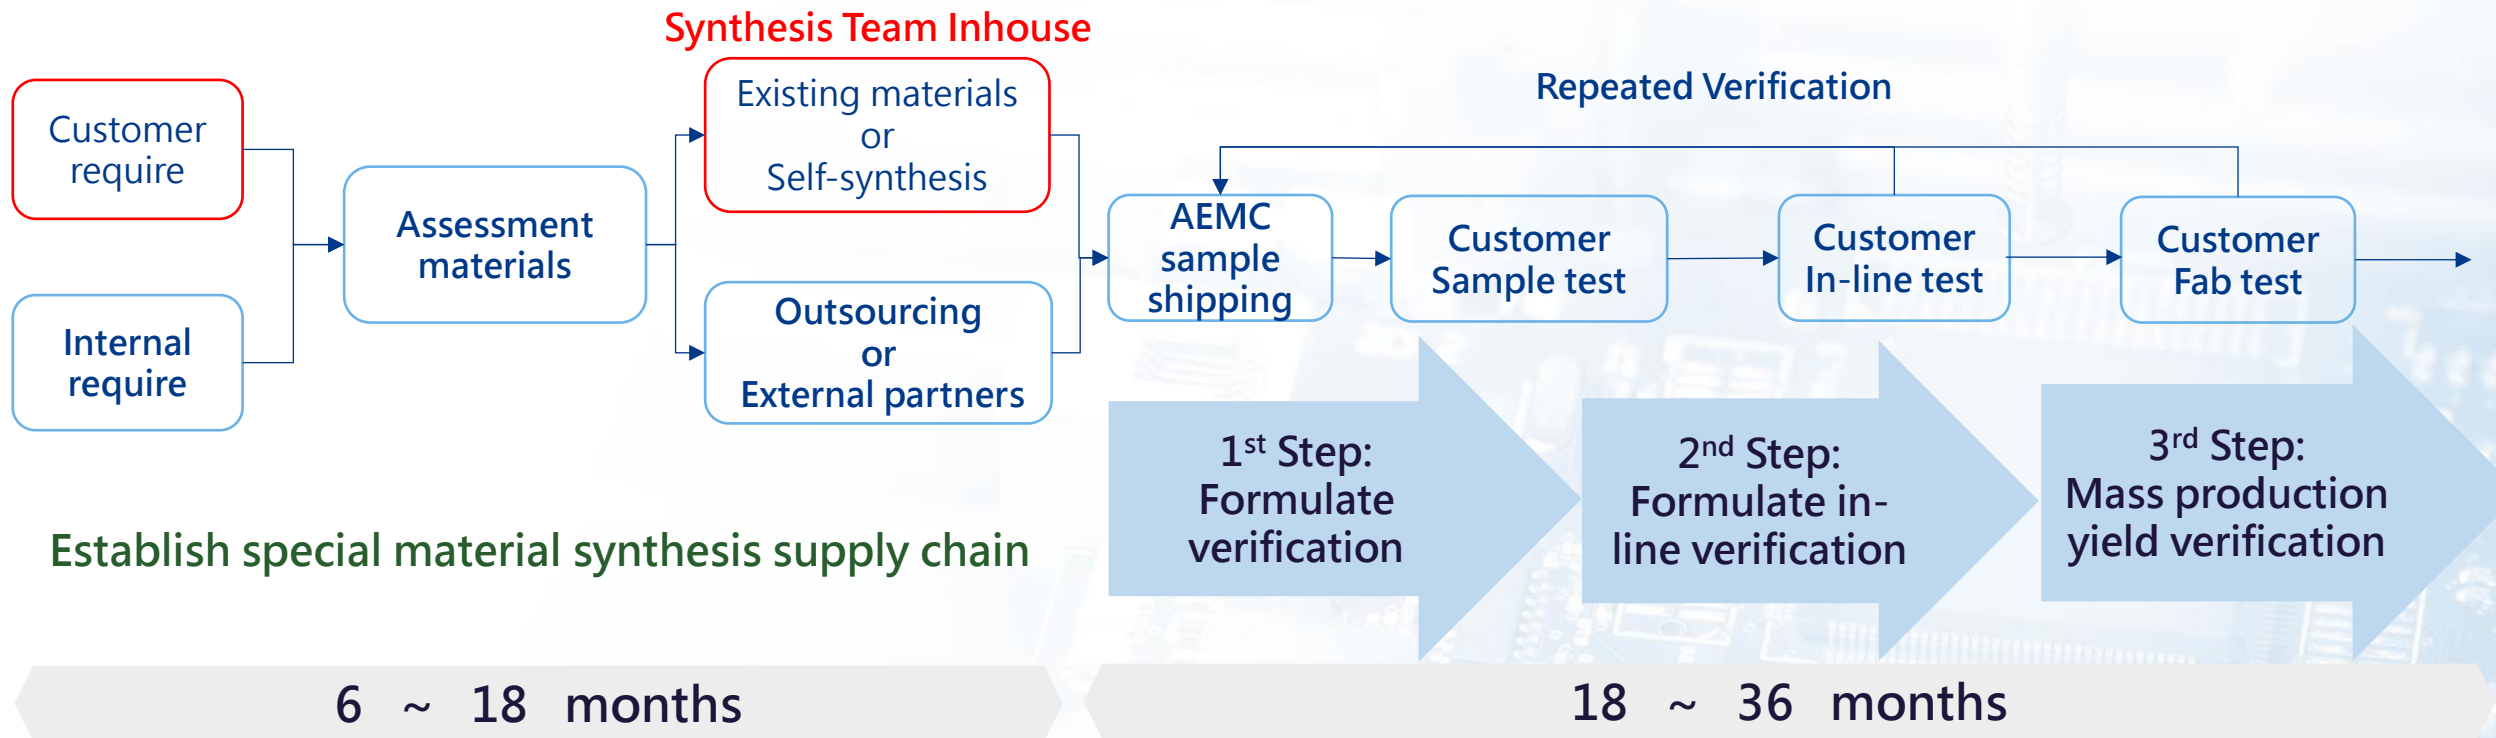 Synthesis Team Inhouse
Customer
require
Internal
require
Assessment
materials
Existing materials
or
Self-synthesis
Outsourcing
or
External partners
Repeated Verification
AEMC
sample
shipping
Customer
Sample test
Customer
In-line test
Customer
Fab test
1st Step:
Formulate
verification
2nd Step:
Formulate in-
line verification
3rd Step:
Mass production
yield verification
Establish special material synthesis supply chain
6 ~ 18 months
18 ~ 36 months